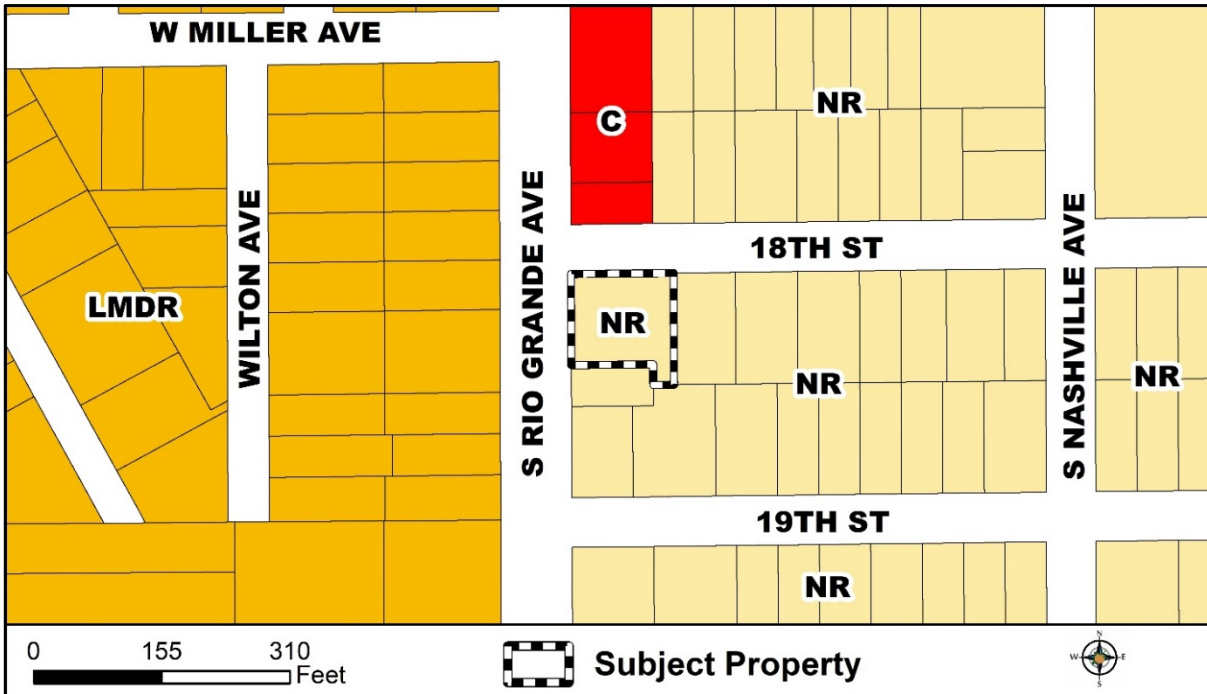 W MILLER AVE
NR
C
WILTON AVE
S RIO GRANDE AVE
18TH ST
S NASHVILLE AVE
LMDR
NR
NR
NR
19TH ST
NR
0 155 310
Feet
Subject Property
N
W E
S